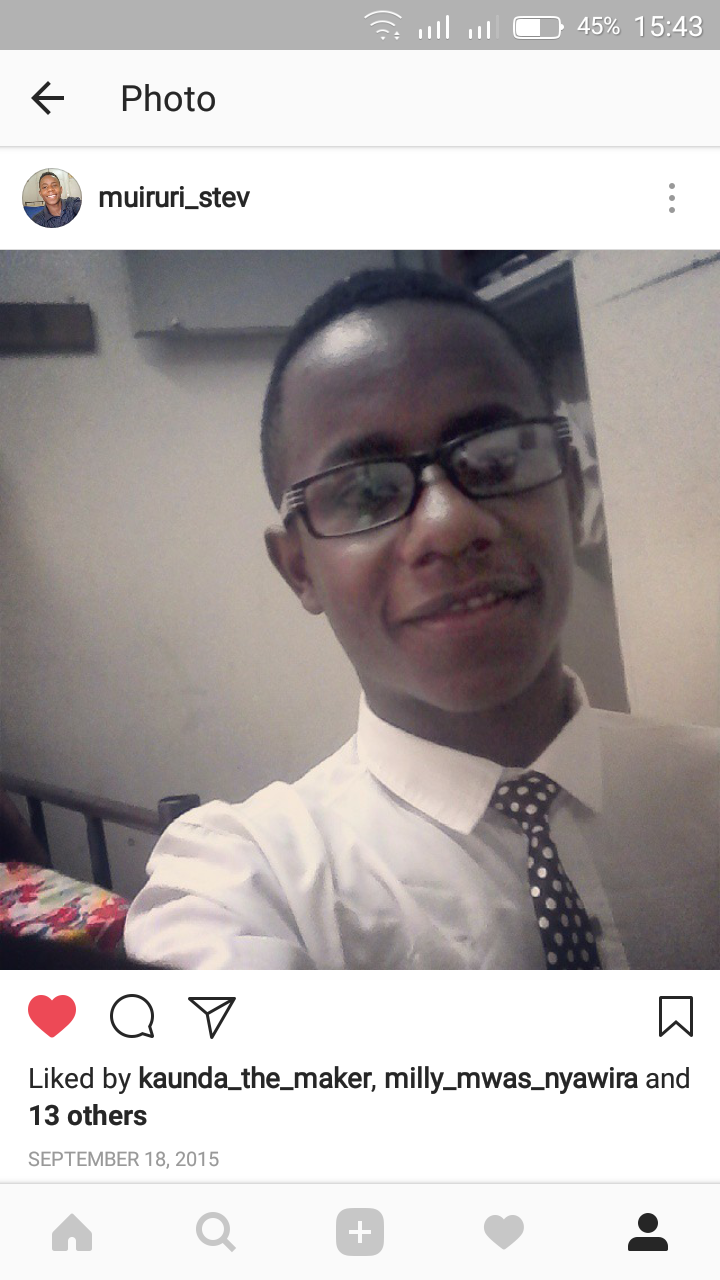 45% 15:43
Photo
muiruri_stev
Liked by kaunda_the_maker, milly_mwas_nyawira and
13 others
SEPTEMBER 18, 2015